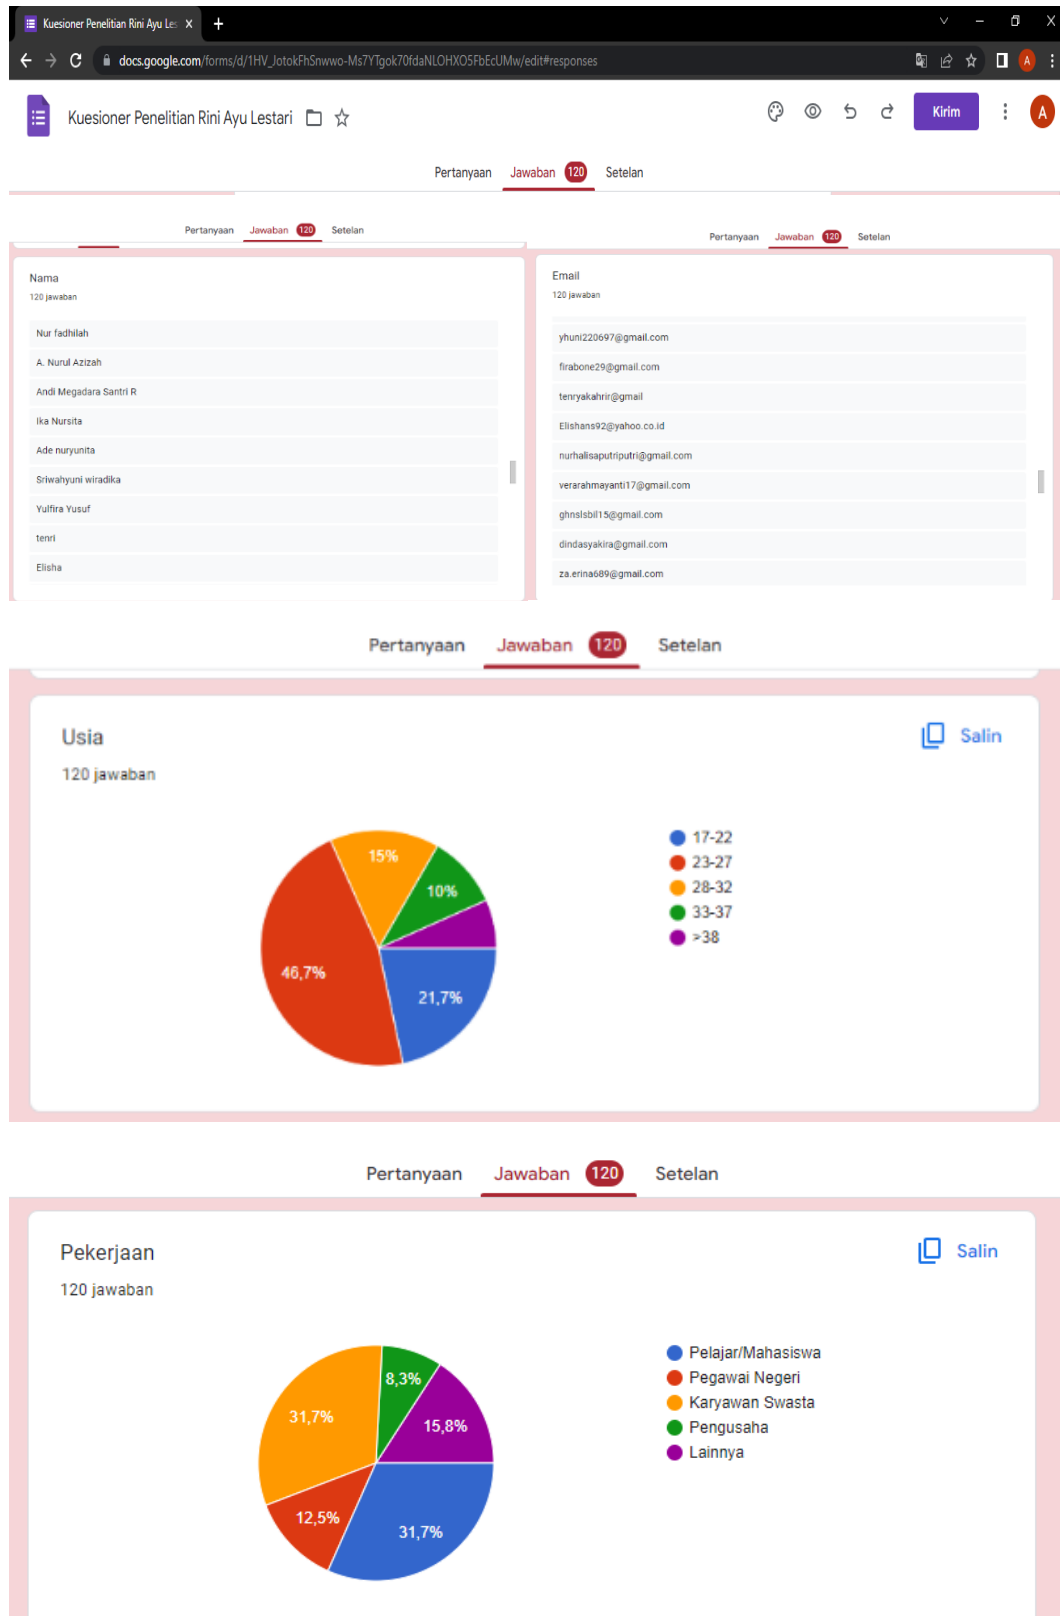 Kuesioner Penelitian Rini Ayu Les
docs.google.com/forms/d/1HV_JotokFhSnwwo-Ms7YTgok70fdaNLOHXO5FbEcUMw/edit#responses
A
Kuesioner Penelitian Rini Ayu Lestari
Kirim
A
Pertanyaan Jawaban 120 Setelan
Pertanyaan Jawaban 120 Setelan
Nama
120 jawaban
Nur fadhilah
A. Nurul Azizah
Andi Megadara Santri R
Ika Nursita
Ade nuryunita
Sriwahyuni wiradika
Yulfira Yusuf
tenri
Elisha
Pertanyaan Jawaban 120 Setelan
Email
120 jawaban
yhuni220697@gmail.com
firabone29@gmail.com
tenryakahrir@gmail
Elishans92@yahoo.co.id
nurhalisaputriputri@gmail.com
verarahmayanti17@gmail.com
ghnslsbil15@gmail.com
dindasyakira@gmail.com
za.erina689@gmail.com
Pertanyaan Jawaban 120 Setelan
Usia
Salin
120 jawaban
15%
10%
46,7%
21,7%
17-22
23-27
28-32
33-37
>38
Pertanyaan Jawaban 120 Setelan
Pekerjaan
Salin
120 jawaban
8,3%
31,7%
15,8%
12,5%
31,7%
Pelajar/Mahasiswa
Pegawai Negeri
Karyawan Swasta
Pengusaha
Lainnya